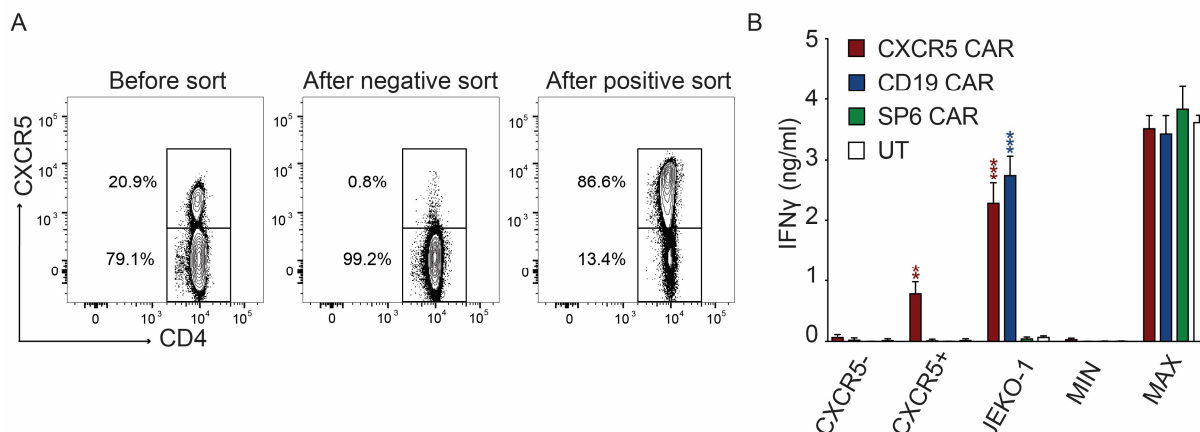 A
Before sort
After negative sort
After positive sort
CXCR5
10⁵
10⁴
10³
0
20.9%
79.1%
0 10³ 10⁴ 10⁵
10⁵
10⁴
10³
0
0.8%
99.2%
0 10³ 10⁴ 10⁵
10⁵
10⁴
10³
0
86.6%
13.4%
0 10³ 10⁴ 10⁵
CD4
B
IFNγ (ng/ml)
5
4
3
2
1
0
CXCR5 CAR
CD19 CAR
SP6 CAR
UT
**
***
***
CXCR5-
CXCR5+
JEKO-1
MIN
MAX